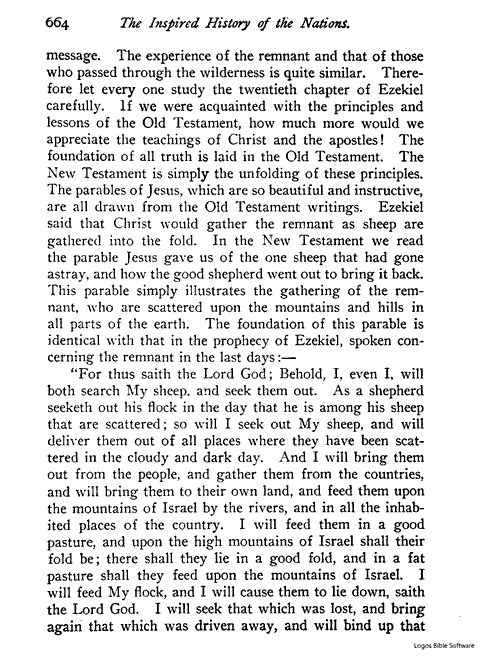 664 The Inspired History of the Nations.
message. The experience of the remnant and that of those
who passed through the wilderness is quite similar. There-
fore let every one study the twentieth chapter of Ezekiel
carefully. If we were acquainted with the principles and
lessons of the Old Testament, how much more would we
appreciate the teachings of Christ and the apostles! The
foundation of all truth is laid in the Old Testament. The
New Testament is simply the unfolding of these principles.
The parables of Jesus, which are so beautiful and instructive,
are all drawn from the Old Testament writings. Ezekiel
said that Christ would gather the remnant as sheep are
gathered into the fold. In the New Testament we read
the parable Jesus gave us of the one sheep that had gone
astray, and how the good shepherd went out to bring it back.
This parable simply illustrates the gathering of the rem-
nant, who are scattered upon the mountains and hills in
all parts of the earth. The foundation of this parable is
identical with that in the prophecy of Ezekiel, spoken con-
cerning the remnant in the last days:—
"For thus saith the Lord God; Behold, I, even I, will
both search My sheep, and seek them out. As a shepherd
seeketh out his flock in the day that he is among his sheep
that are scattered; so will I seek out My sheep, and will
deliver them out of all places where they have been scat-
tered in the cloudy and dark day. And I will bring them
out from the people, and gather them from the countries,
and will bring them to their own land, and feed them upon
the mountains of Israel by the rivers, and in all the inhab-
ited places of the country. I will feed them in a good
pasture, and upon the high mountains of Israel shall their
fold be; there shall they lie in a good fold, and in a fat
pasture shall they feed upon the mountains of Israel. I
will feed My flock, and I will cause them to lie down, saith
the Lord God. I will seek that which was lost, and bring
again that which was driven away, and will bind up that
Logos Bible Software